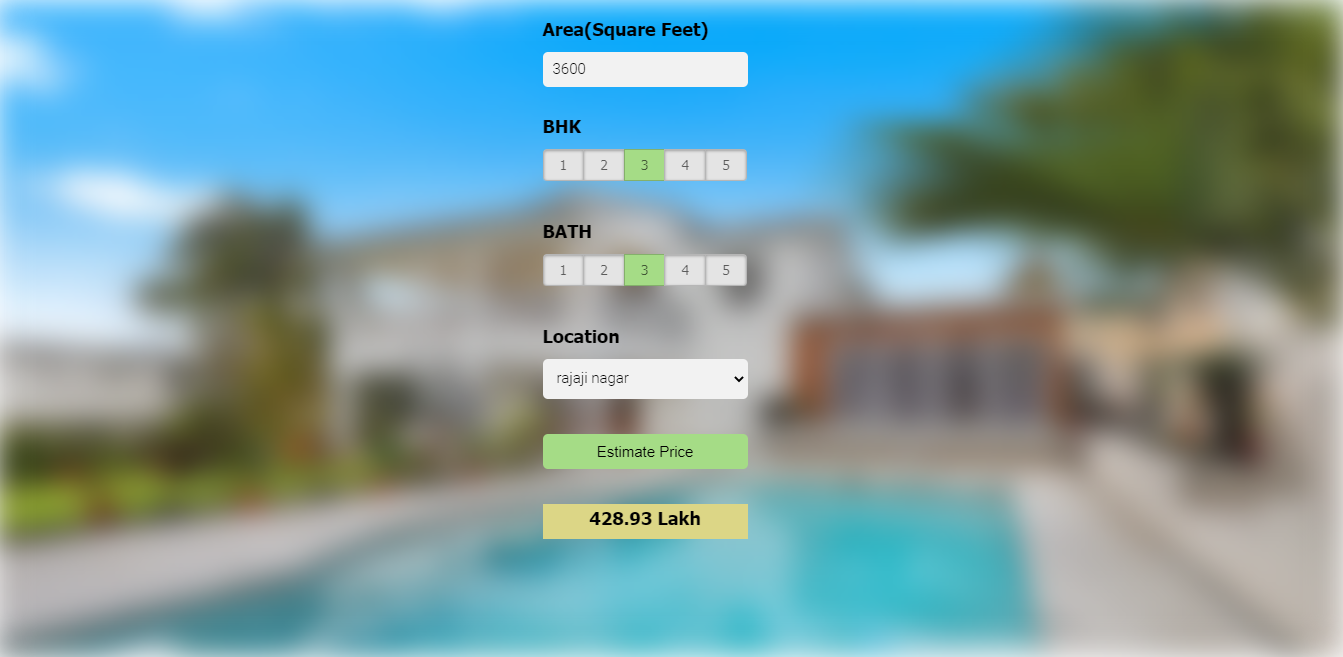 Area(Square Feet)
3600
BHK
1 2 3 4 5
BATH
1 2 3 4 5
Location
rajaji nagar
Estimate Price
428.93 Lakh